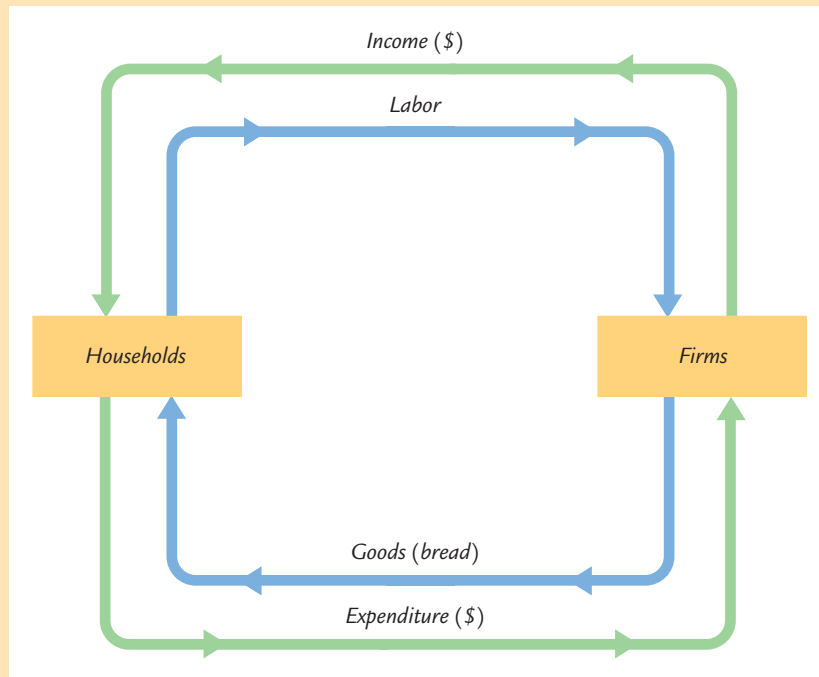 Income ($)
Labor
Households
Firms
Goods (bread)
Expenditure ($)